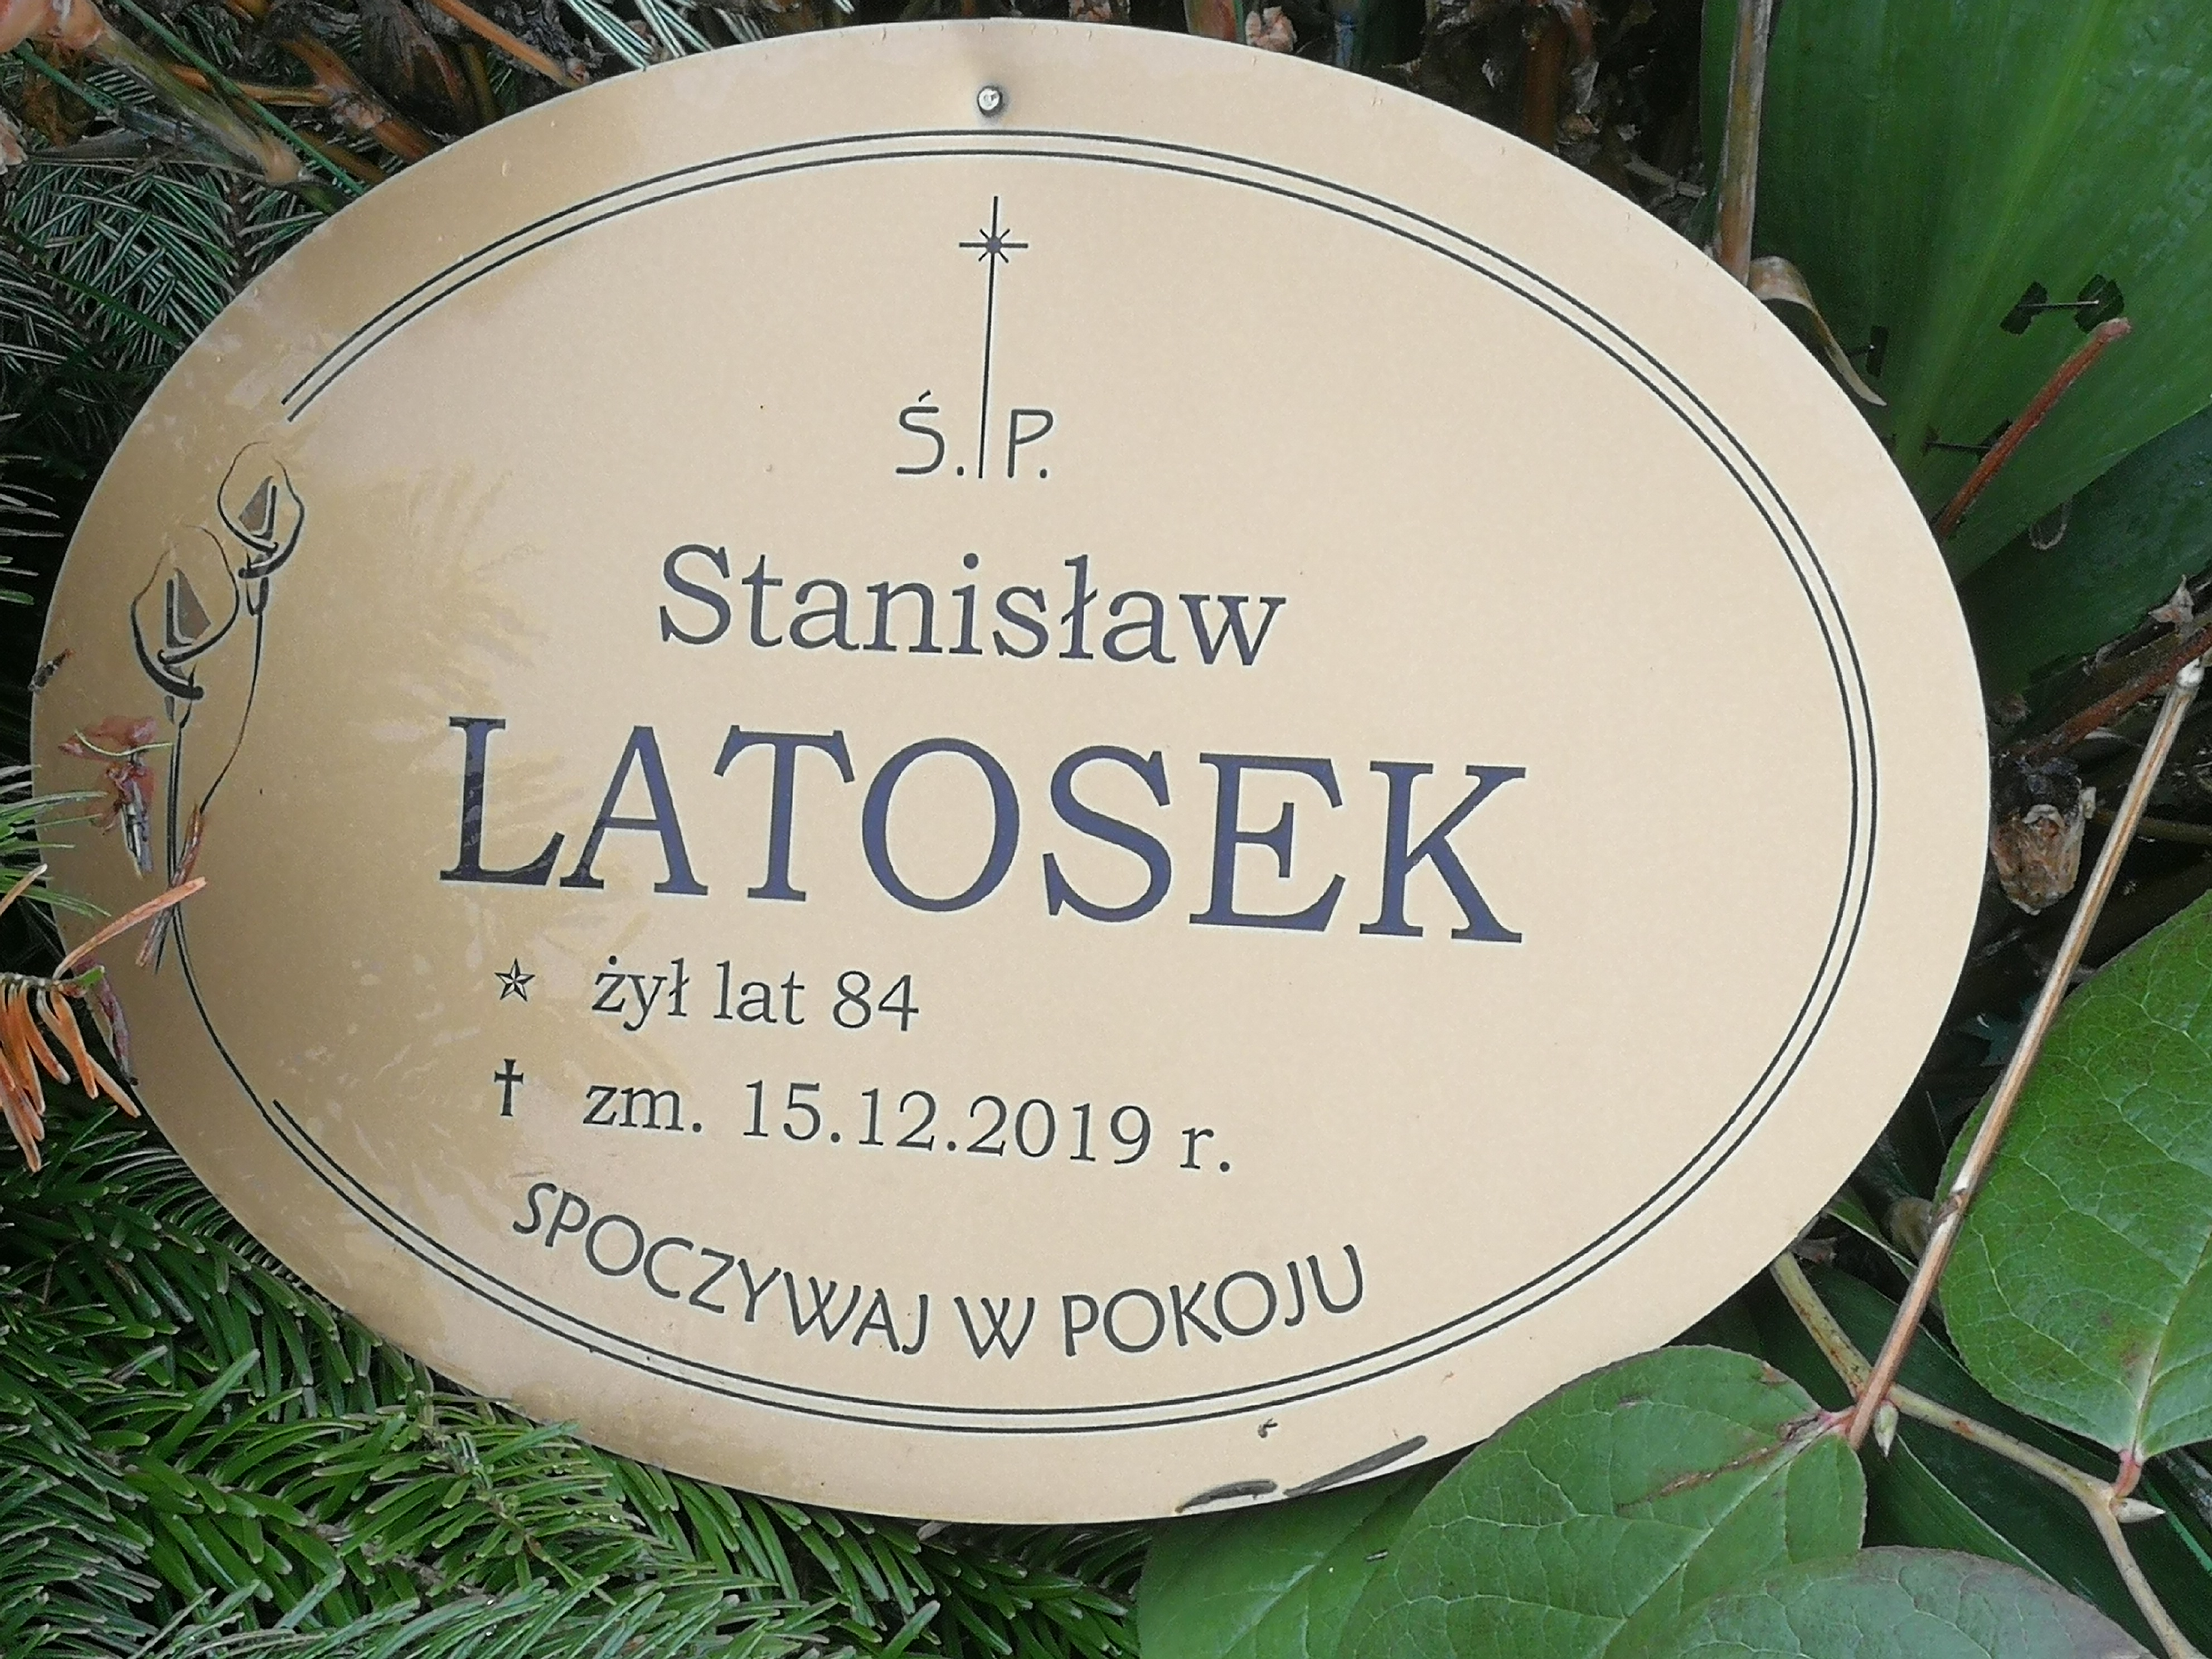 Ś. P.
Stanisław
LATOSEK
żył lat 84
zm. 15.12.2019 r.
SPOCZYWAJ W POKOJU